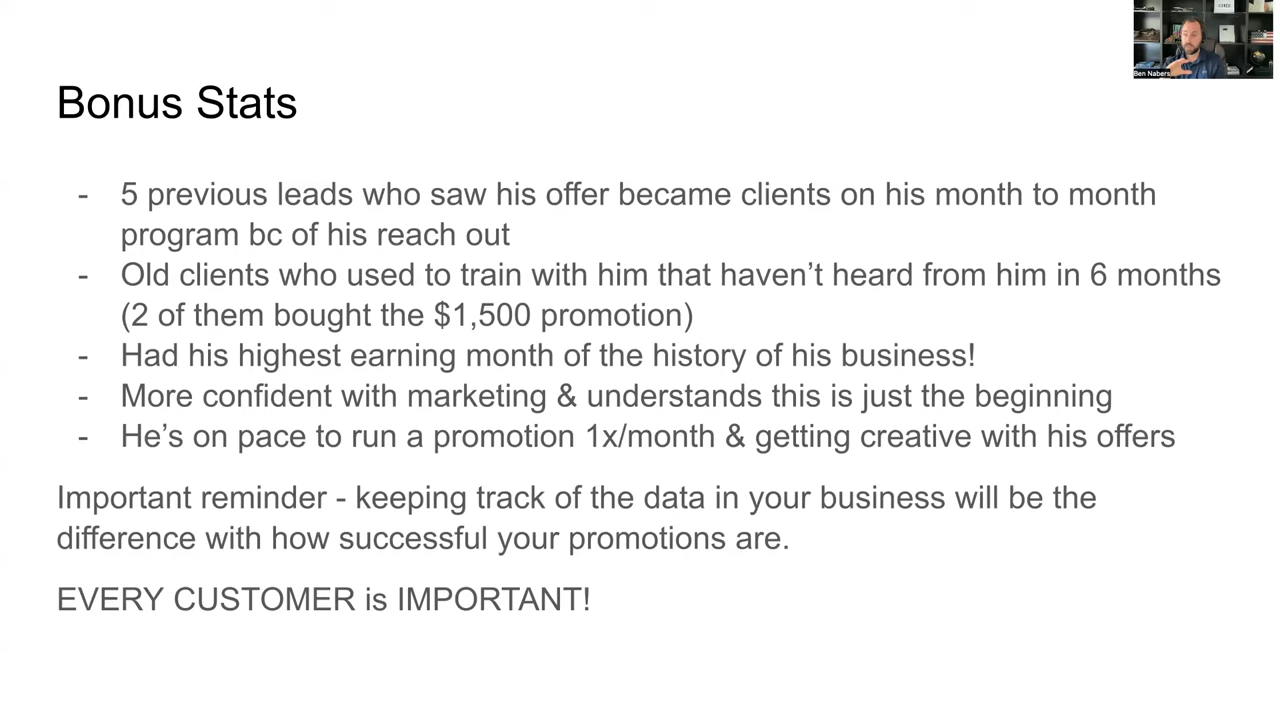 Ben Nabers
Bonus Stats
- 5 previous leads who saw his offer became clients on his month to month
program bc of his reach out
- Old clients who used to train with him that haven’t heard from him in 6 months
(2 of them bought the $1,500 promotion)
- Had his highest earning month of the history of his business!
- More confident with marketing & understands this is just the beginning
- He’s on pace to run a promotion 1x/month & getting creative with his offers
Important reminder - keeping track of the data in your business will be the
difference with how successful your promotions are.
EVERY CUSTOMER is IMPORTANT!